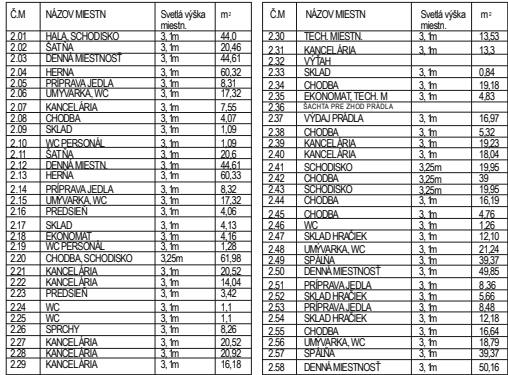 Č.M NÁZOV MIESTN Svetlá výška miestn. m²
2.01 HALA, SCHODISKO 3,1m 44,0
2.02 ŠATŇA 3,1m 20,46
2.03 DENNÁ MIESTNOSŤ 3,1m 44,61
2.04 HERNA 3,1m 60,32
2.05 PRÍPRAVA JEDLA 3,1m 8,31
2.06 UMÝVARKA, WC 3,1m 17,32
2.07 KANCELÁRIA 3,1m 7,55
2.08 CHODBA 3,1m 4,07
2.09 SKLAD 3,1m 1,09
2.10 WC PERSONÁL 3,1m 1,09
2.11 ŠATŇA 3,1m 20,6
2.12 DENNÁ MIESTN. 3,1m 44,61
2.13 HERNA 3,1m 60,33
2.14 PRÍPRAVA JEDLA 3,1m 8,32
2.15 UMÝVARKA, WC 3,1m 17,32
2.16 PREDSIEŇ 3,1m 4,06
2.17 SKLAD 3,1m 4,13
2.18 EKONOMAT 3,1m 4,16
2.19 WC PERSONÁL 3,1m 1,28
2.20 CHODBA, SCHODISKO 3,25m 61,98
2.21 KANCELÁRIA 3,1m 20,52
2.22 KANCELÁRIA 3,1m 14,04
2.23 PREDSIEŇ 3,1m 3,42
2.24 WC 3,1m 1,1
2.25 WC 3,1m 1,1
2.26 SPRCHY 3,1m 8,26
2.27 KANCELÁRIA 3,1m 20,52
2.28 KANCELÁRIA 3,1m 20,92
2.29 KANCELÁRIA 3,1m 16,18
Č.M NÁZOV MIESTN Svetlá výška miestn. m²
2.30 TECH. MIESTN. 3,1m 13,53
2.31 KANCELÁRIA 3,1m 13,3
2.32 VÝŤAH
2.33 SKLAD 3,1m 0,84
2.34 CHODBA 3,1m 19,18
2.35 EKONOMAT, TECH. M 3,1m 4,83
2.36 ŠACHTA PRE ZHOD PRÁDLA
2.37 VÝDAJ PRÁDLA 3,1m 16,97
2.38 CHODBA 3,1m 5,32
2.39 KANCELÁRIA 3,1m 19,23
2.40 KANCELÁRIA 3,1m 18,04
2.41 SCHODISKO 3,25m 19,95
2.42 CHODBA 3,25m 39
2.43 SCHODISKO 3,25m 19,95
2.44 CHODBA 3,1m 16,19
2.45 CHODBA 3,1m 4,76
2.46 WC 3,1m 1,26
2.47 SKLAD HRAČIEK 3,1m 12,10
2.48 UMÝVARKA, WC 3,1m 21,24
2.49 SPÁLŇA 3,1m 39,37
2.50 DENNÁ MIESTNOSŤ 3,1m 49,85
2.51 PRÍPRAVA JEDLA 3,1m 8,36
2.52 SKLAD HRAČIEK 3,1m 5,66
2.53 PRÍPRAVA JEDLA 3,1m 8,48
2.54 SKLAD HRAČIEK 3,1m 12,18
2.55 CHODBA 3,1m 16,64
2.56 UMÝVARKA, WC 3,1m 18,79
2.57 SPÁLŇA 3,1m 39,37
2.58 DENNÁ MIESTNOSŤ 3,1m 50,16